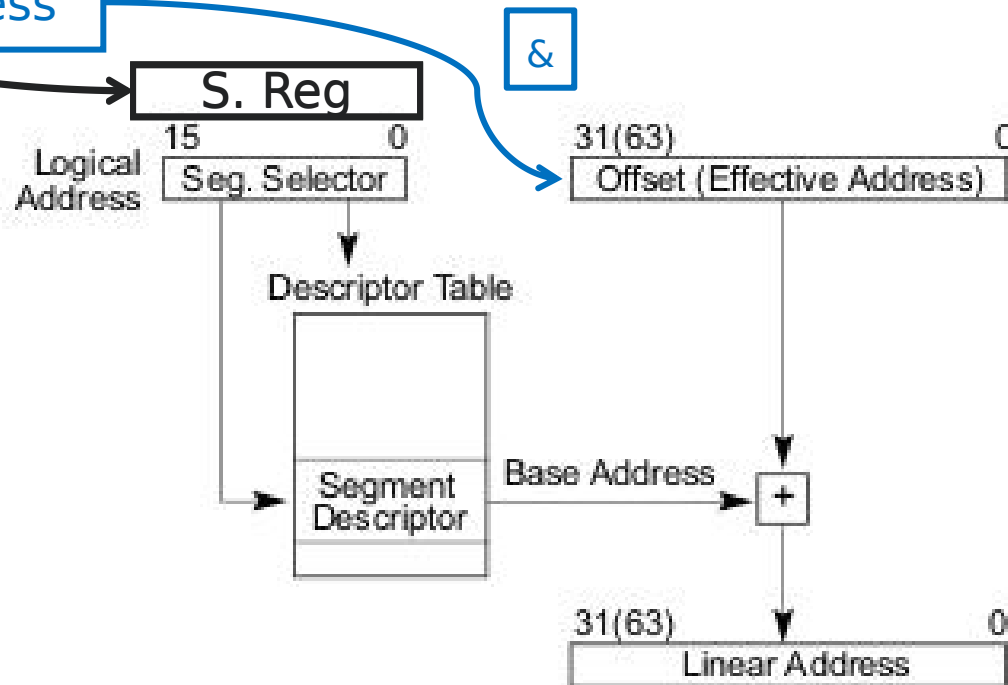 ess
&
S. Reg
15 0
31(63) 0
Logical
Address
Seg. Selector
Offset (Effective Address)
Descriptor Table
Segment
Descriptor
Base Address
+
31(63) 0
Linear Address